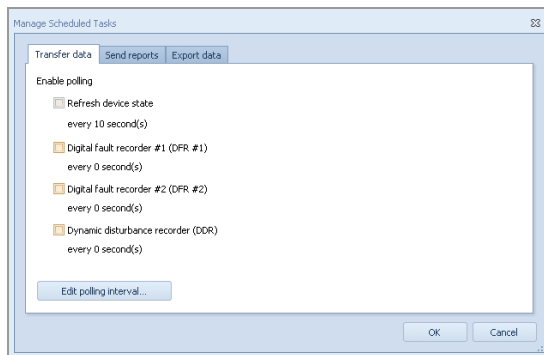 Manage Scheduled Tasks
Transfer data Send reports Export data
Enable polling
Refresh device state
every 10 second(s)
Digital fault recorder #1 (DFR #1)
every 0 second(s)
Digital fault recorder #2 (DFR #2)
every 0 second(s)
Dynamic disturbance recorder (DDR)
every 0 second(s)
Edit polling interval...
OK Cancel